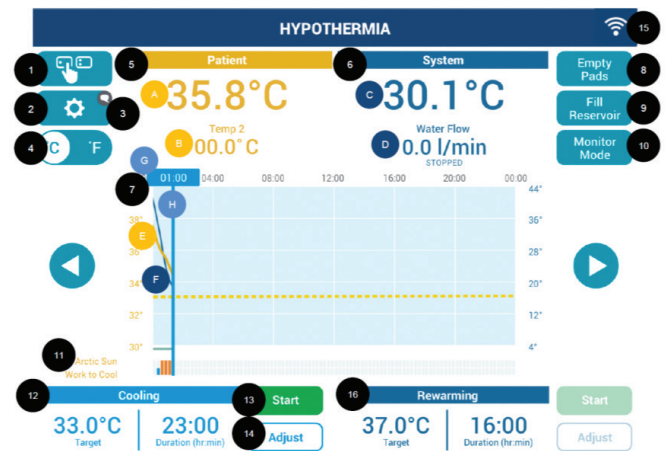 HYPOTHERMIA
15
1
5
Patient
6
System
8
Empty
Pads
A
35.8°C
C
30.1°C
2
3
9
Fill
Reservoir
4
°C
°F
Temp 2
B
00.0°C
Water Flow
D
0.0 l/min
STOPPED
10
Monitor
Mode
G
7
01:00
04:00
08:00
12:00
16:00
20:00
00:00
44°
H
38°
36°
E
36°
28°
F
34°
20°
32°
12°
30°
4°
11
Arctic Sun
Work to Cool
12
Cooling
13
Start
16
Rewarming
Start
33.0°C
Target
23:00
Duration (hr:min)
14
Adjust
37.0°C
Target
16:00
Duration (hr:min)
Adjust